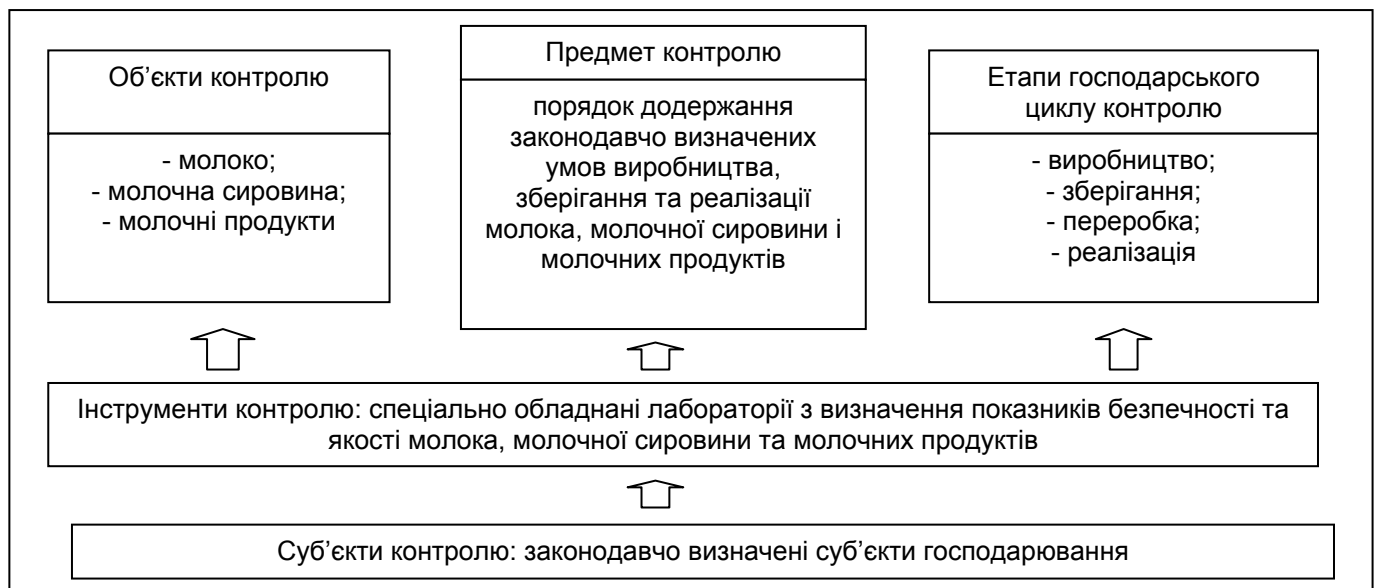 Об’єкти контролю
- молоко;
- молочна сировина;
- молочні продукти
Предмет контролю
порядок додержання
законодавчо визначених
умов виробництва,
зберігання та реалізації
молока, молочної сировини і
молочних продуктів
Етапи господарського
циклу контролю
- виробництво;
- зберігання;
- переробка;
- реалізація
Інструменти контролю: спеціально обладнані лабораторії з визначення показників безпечності та
якості молока, молочної сировини та молочних продуктів
Суб’єкти контролю: законодавчо визначені суб’єкти господарювання